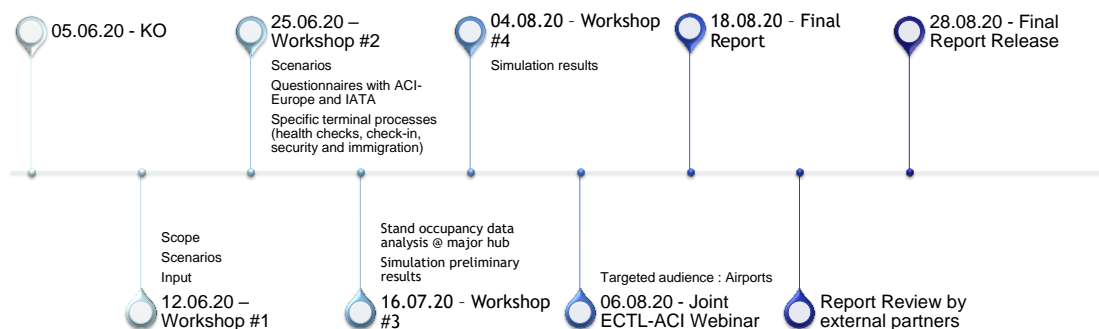 05.06.20 - KO
25.06.20 –
Workshop #2
Scenarios
Questionnaires with ACI-
Europe and IATA
Specific terminal processes
(health checks, check-in,
security and immigration)
04.08.20 - Workshop
#4
Simulation results
18.08.20 - Final
Report
28.08.20 - Final
Report Release
Scope
Scenarios
Input
12.06.20 –
Workshop #1
Stand occupancy data
analysis @ major hub
Simulation preliminary
results
16.07.20 - Workshop
#3
Targeted audience : Airports
06.08.20 - Joint
ECTL-ACI Webinar
Report Review by
external partners